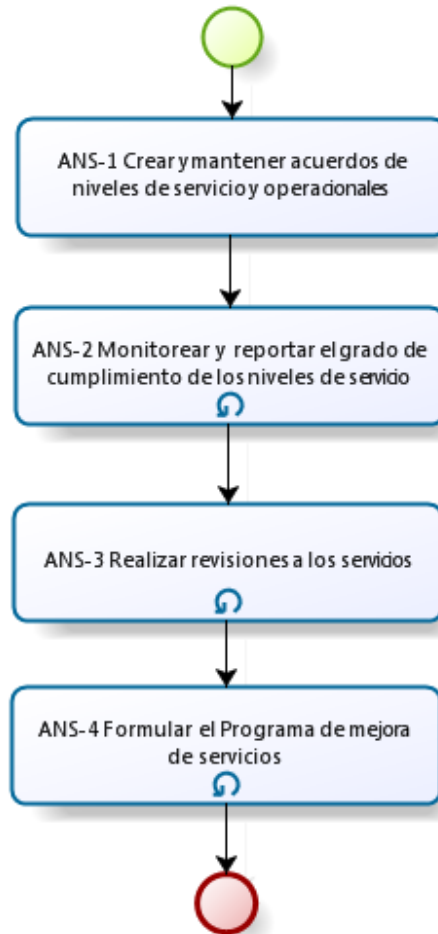 ANS-1 Crear y mantener acuerdos de
niveles de servicio y operacionales
ANS-2 Monitorear y reportar el grado de
cumplimiento de los niveles de servicio
ANS-3 Realizar revisiones a los servicios
ANS-4 Formular el Programa de mejora
de servicios